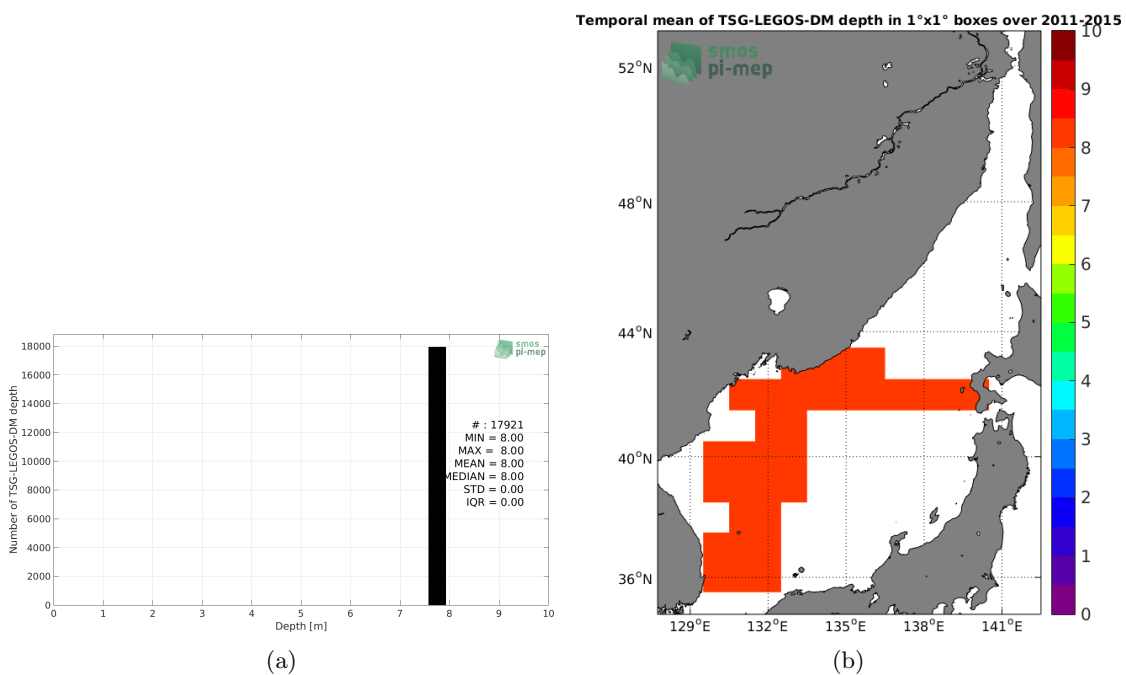 Temporal mean of TSG-LEGOS-DM depth in 1°x1° boxes over 2011-2015
smos
pi-mep
52°N
48°N
44°N
40°N
36°N
129°E
132°E
135°E
138°E
141°E
10
9
8
7
6
5
4
3
2
1
0
18000
16000
14000
12000
10000
8000
6000
4000
2000
0
Number of TSG-LEGOS-DM depth
smos
pi-mep
# : 17921
MIN = 8.00
MAX = 8.00
MEAN = 8.00
MEDIAN = 8.00
STD = 0.00
IQR = 0.00
0 1 2 3 4 5 6 7 8 9 10
Depth [m]
(a)
(b)